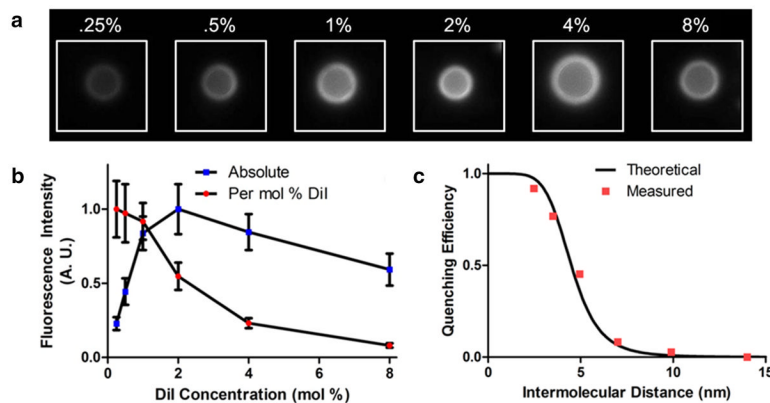 a
.25% .5% 1% 2% 4% 8%
b
Absolute
Per mol % DiI
Fluorescence Intensity
(A. U.)
1.0
0.5
0.0
0 2 4 6 8
DiI Concentration (mol %)
c
Theoretical
Measured
Quenching Efficiency
1.0
0.5
0.0
0 5 10 15
Intermolecular Distance (nm)